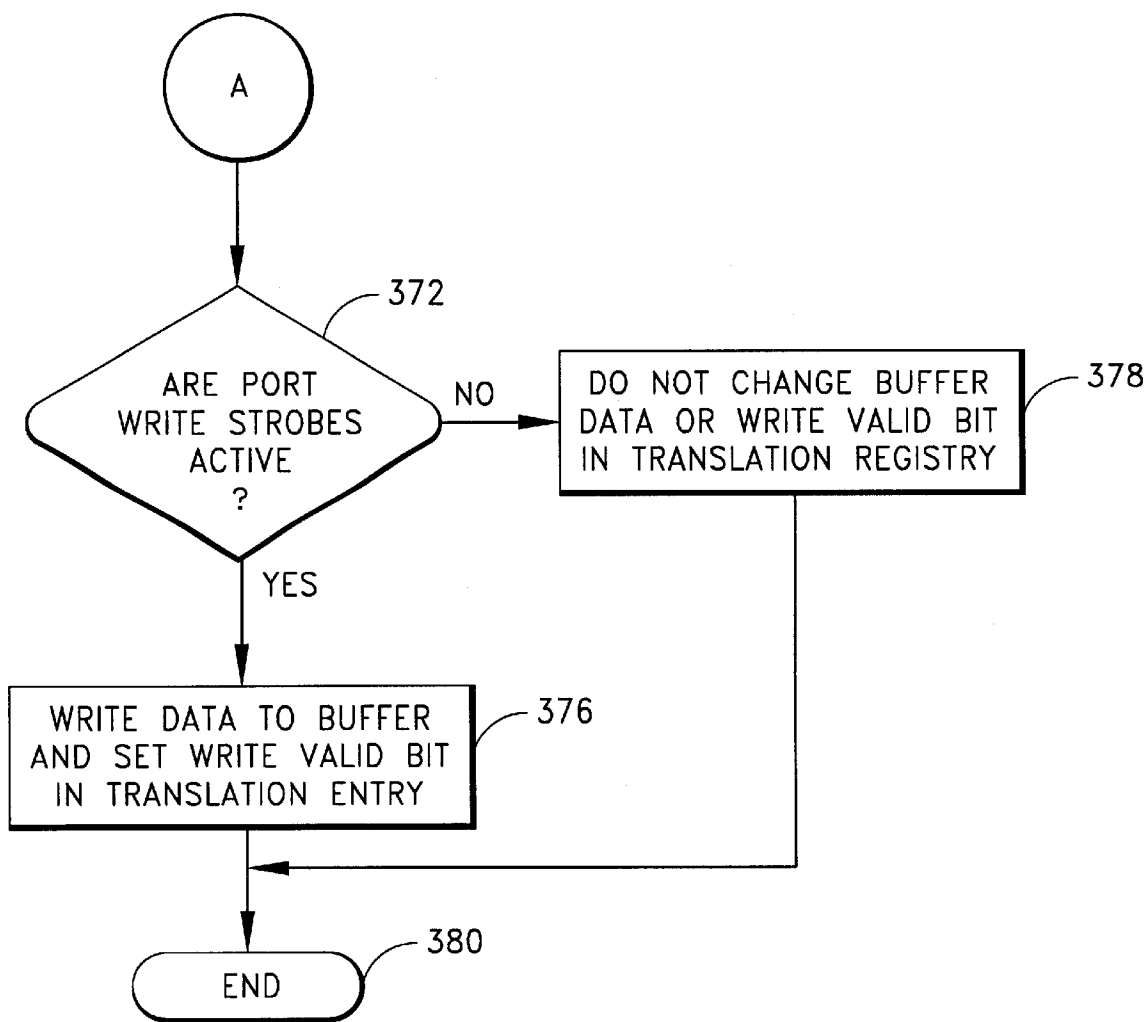 A
372
ARE PORT
WRITE STROBES
ACTIVE
?
NO
DO NOT CHANGE BUFFER
DATA OR WRITE VALID BIT
IN TRANSLATION REGISTRY
378
YES
WRITE DATA TO BUFFER
AND SET WRITE VALID BIT
IN TRANSLATION ENTRY
376
END
380